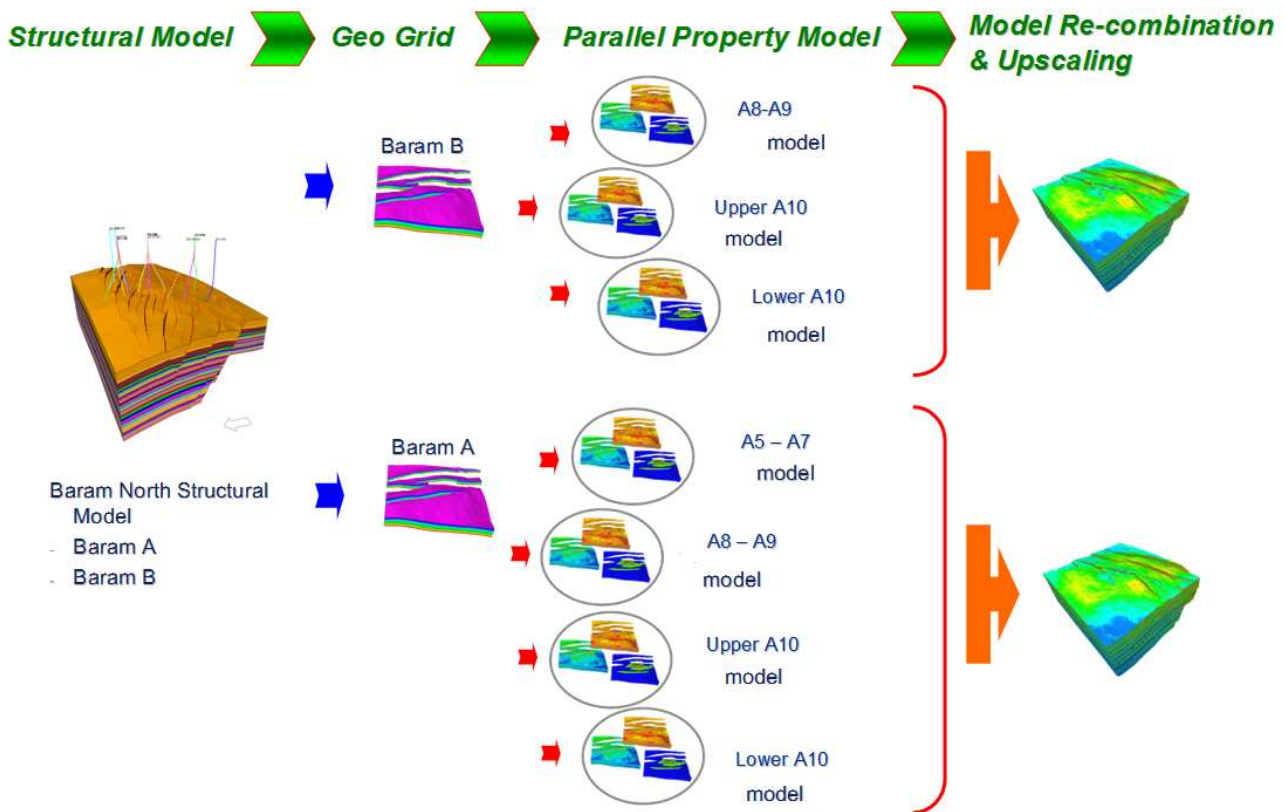 Structural Model
Geo Grid
Parallel Property Model
Model Re-combination
& Upscaling
Baram B
A8-A9
model
Upper A10
model
Lower A10
model
Baram North Structural
Model
- Baram A
- Baram B
Baram A
A5 – A7
model
A8 – A9
model
Upper A10
model
Lower A10
model